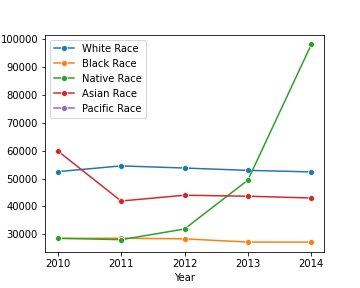 100000
90000
80000
70000
60000
50000
40000
30000
White Race
Black Race
Native Race
Asian Race
Pacific Race
2010 2011 2012 2013 2014
Year